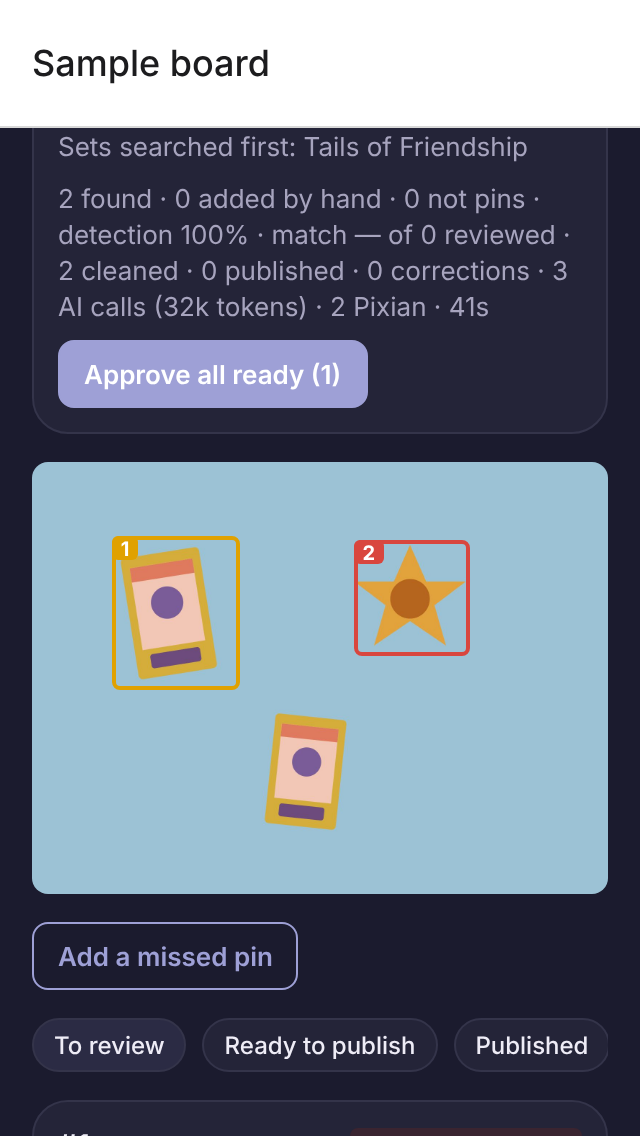 Sample board
Sets searched first: Tails of Friendship
2 found · 0 added by hand · 0 not pins ·
detection 100% · match — of 0 reviewed ·
2 cleaned · 0 published · 0 corrections · 3
AI calls (32k tokens) · 2 Pixian · 41s
Approve all ready (1)
1
2
Add a missed pin
To review
Ready to publish
Published